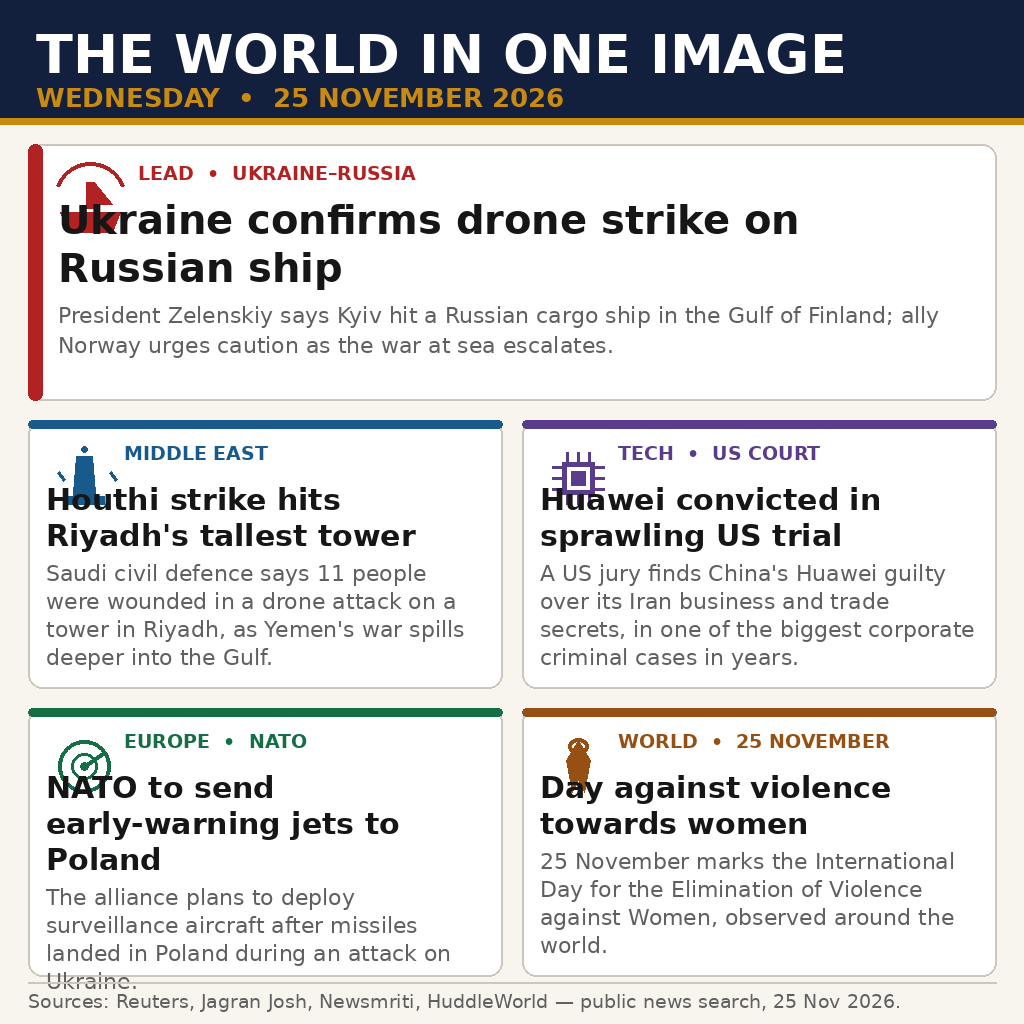 THE WORLD IN ONE IMAGE
WEDNESDAY • 25 NOVEMBER 2026
LEAD • UKRAINE–RUSSIA
Ukraine confirms drone strike on
Russian ship
President Zelenskiy says Kyiv hit a Russian cargo ship in the Gulf of Finland; ally
Norway urges caution as the war at sea escalates.
MIDDLE EAST
Houthi strike hits
Riyadh's tallest tower
Saudi civil defence says 11 people
were wounded in a drone attack on a
tower in Riyadh, as Yemen's war spills
deeper into the Gulf.
TECH • US COURT
Huawei convicted in
sprawling US trial
A US jury finds China's Huawei guilty
over its Iran business and trade
secrets, in one of the biggest corporate
criminal cases in years.
EUROPE • NATO
NATO to send
early-warning jets to
Poland
The alliance plans to deploy
surveillance aircraft after missiles
landed in Poland during an attack on
Ukraine.
WORLD • 25 NOVEMBER
Day against violence
towards women
25 November marks the International
Day for the Elimination of Violence
against Women, observed around the
world.
Sources: Reuters, Jagran Josh, Newsmriti, HuddleWorld — public news search, 25 Nov 2026.